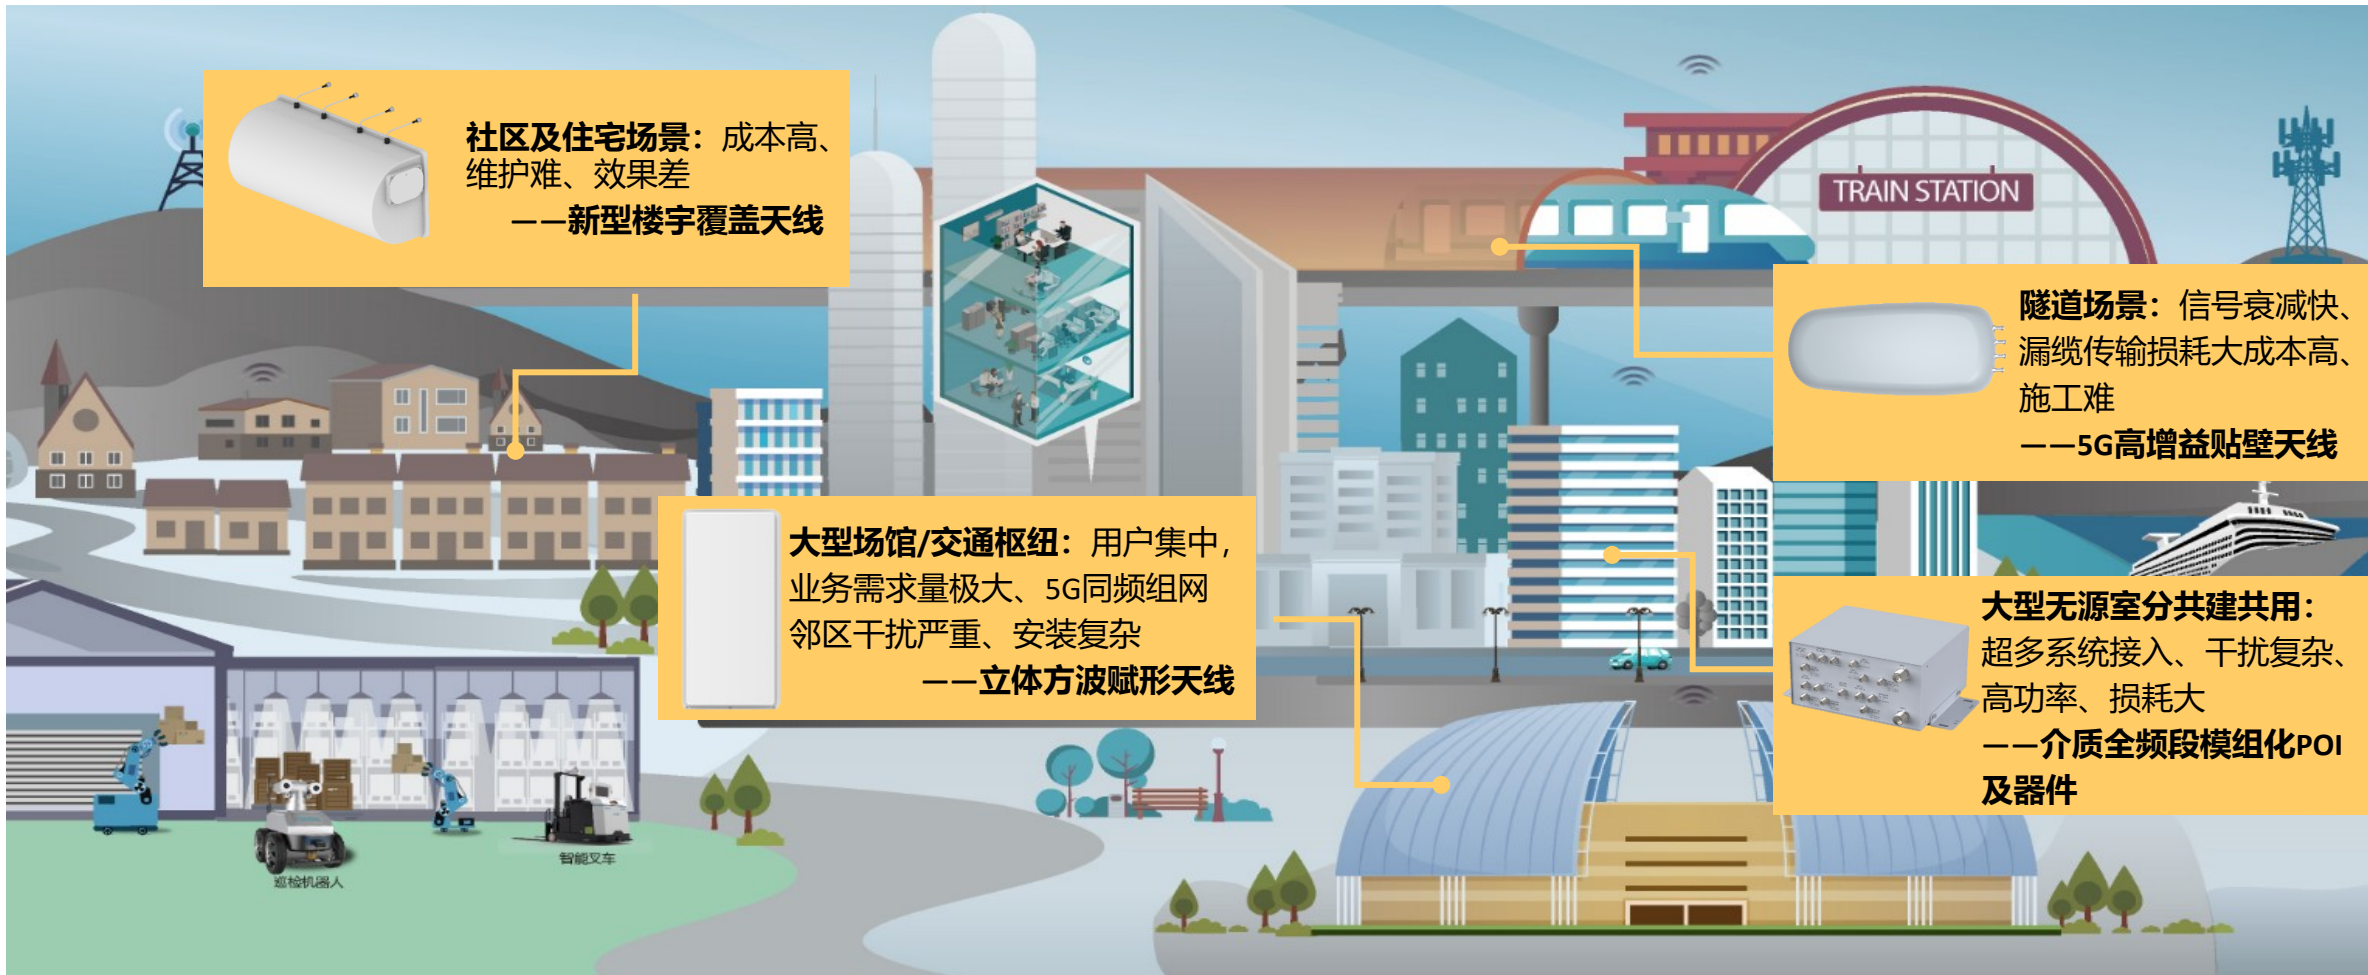 社区及住宅场景：成本高、
维护难、效果差
——新型楼宇覆盖天线
TRAIN STATION
隧道场景：信号衰减快、
漏缆传输损耗大成本高、
施工难
——5G高增益贴壁天线
大型场馆/交通枢纽：用户集中，
业务需求量极大、5G同频组网
邻区干扰严重、安装复杂
——立体方波赋形天线
大型无源室分共建共用：
超多系统接入、干扰复杂、
高功率、损耗大
——介质全频段模组化POI
及器件
智能叉车
巡检机器人